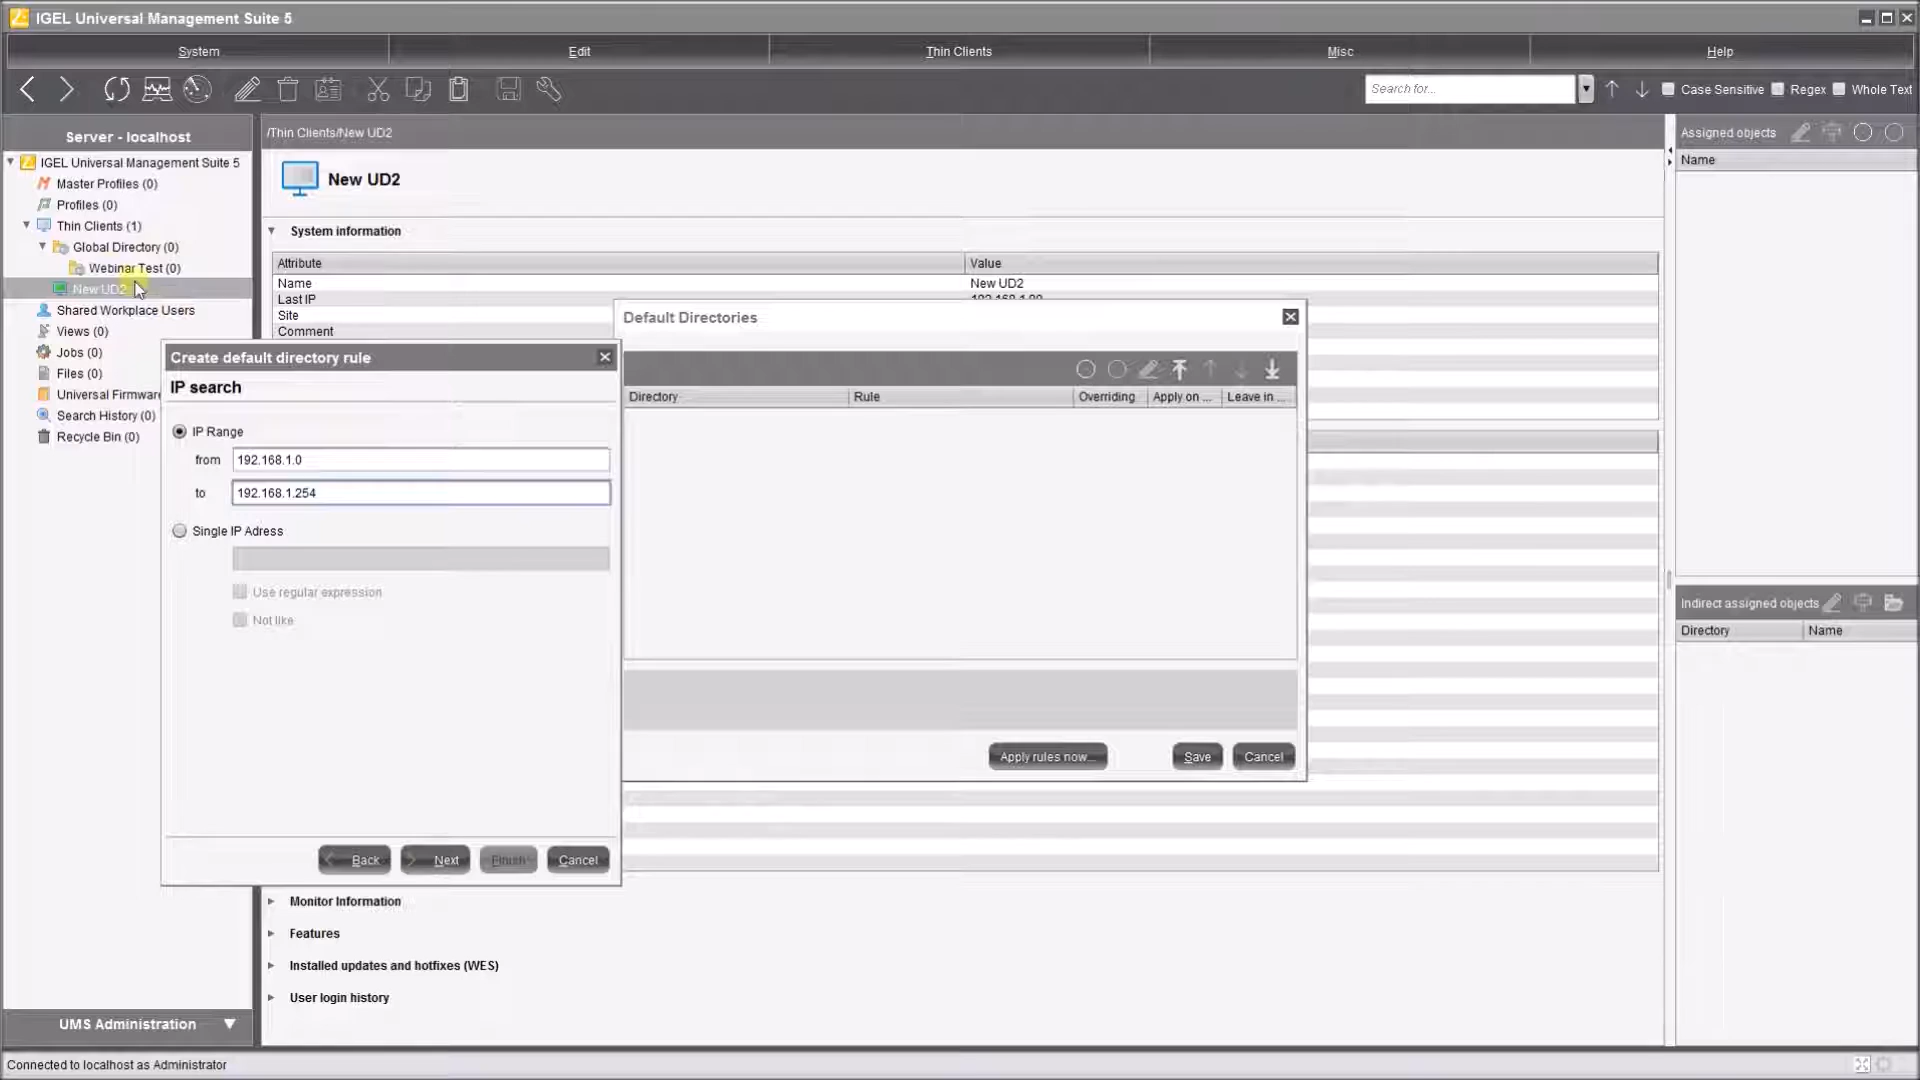 IGEL Universal Management Suite 5
System Edit Thin Clients Misc Help
Search for... Case Sensitive Regex Whole Text
Server - localhost
IGEL Universal Management Suite 5
Master Profiles (0)
Profiles (0)
Thin Clients (1)
Global Directory (0)
Webinar Test (0)
New UD2
Shared Workplace Users
Views (0)
Jobs (0)
Files (0)
Universal Firmware
Search History (0)
Recycle Bin (0)
UMS Administration
/Thin Clients/New UD2
New UD2
System information
Attribute Value
Name New UD2
Last IP
Site
Comment
Default Directories
Directory Rule Overriding Apply on ... Leave in ...
Apply rules now... Save Cancel
Create default directory rule
IP search
IP Range
from 192.168.1.0
to 192.168.1.254
Single IP Adress
Use regular expression
Not like
Back Next Finish Cancel
Monitor Information
Features
Installed updates and hotfixes (WES)
User login history
Assigned objects
Name
Indirect assigned objects
Directory Name
Connected to localhost as Administrator